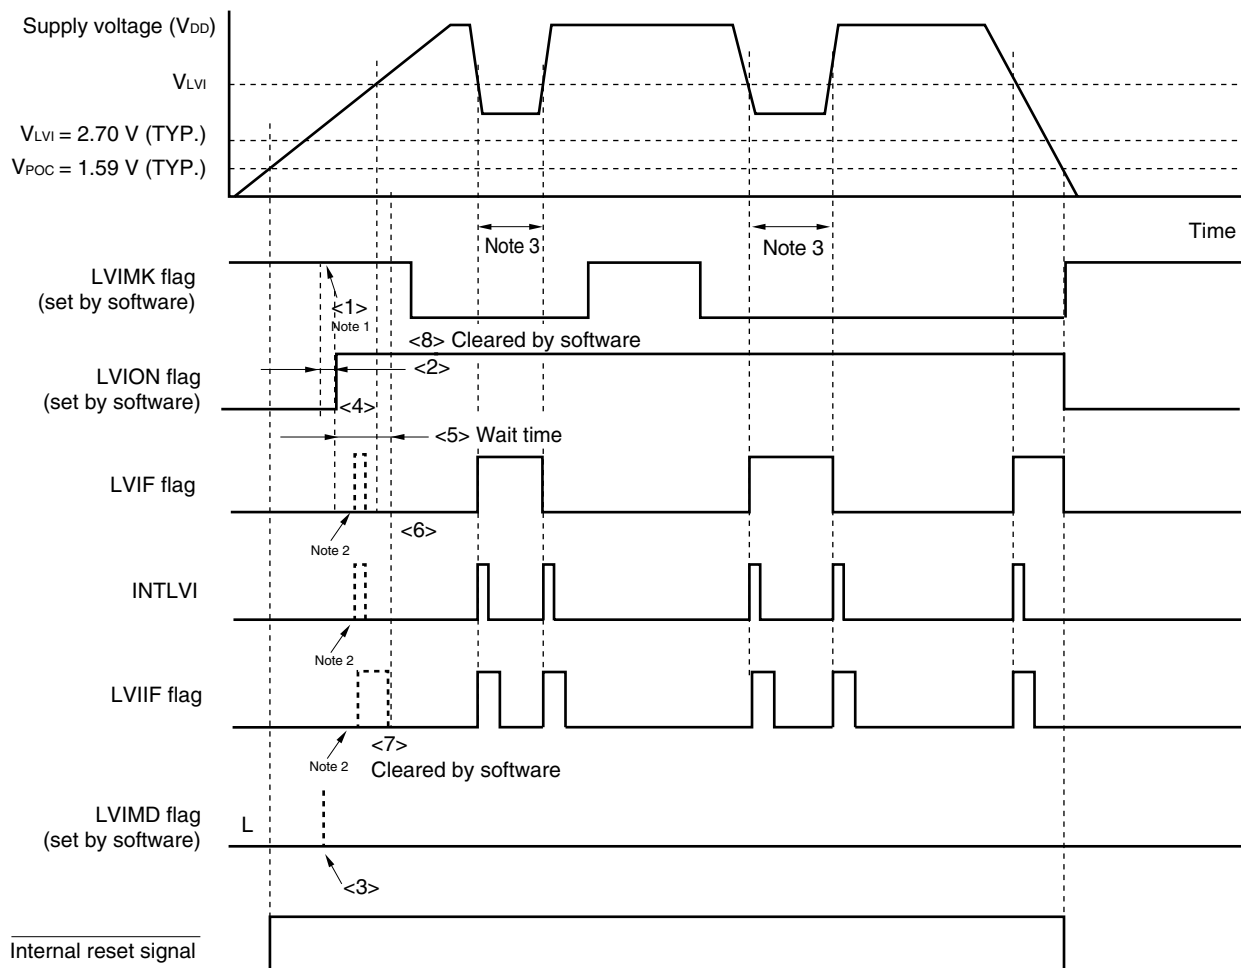 Supply voltage (VDD)
VLVI
VLVI = 2.70 V (TYP.)
VPOC = 1.59 V (TYP.)
Time
Note 3
Note 3
LVIMK flag
(set by software)
<1>
Note 1
<8> Cleared by software
LVION flag
(set by software)
<2>
<4>
<5> Wait time
LVIF flag
Note 2
<6>
INTLVI
Note 2
LVIIF flag
Note 2
<7>
Cleared by software
LVIMD flag
(set by software)
L
<3>
Internal reset signal